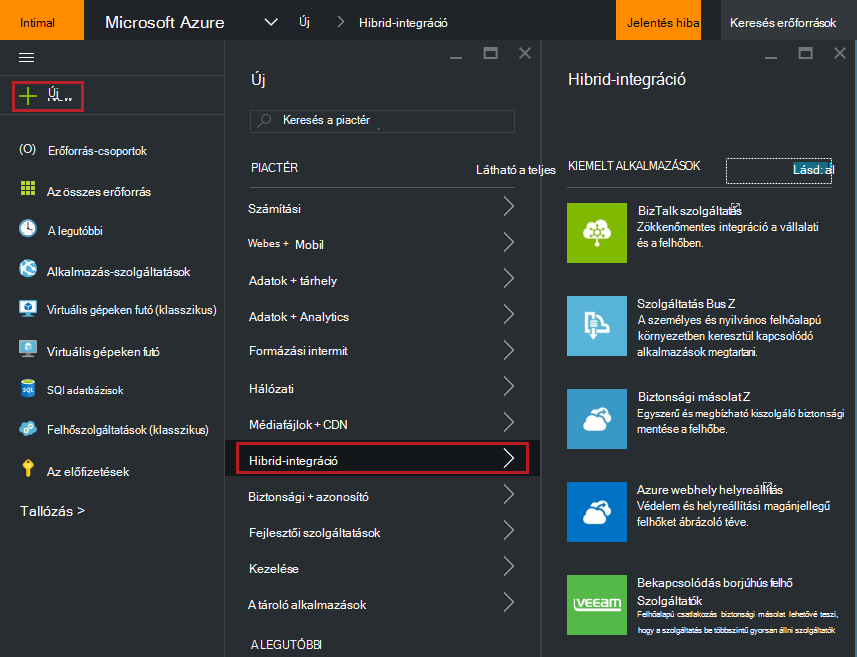 Intimal
Microsoft Azure
Új
Hibrid-integráció
Jelentés hiba
Keresés erőforrások
Új
Erőforrás-csoportok
Az összes erőforrás
A legutóbbi
Alkalmazás-szolgáltatások
Virtuális gépeken futó (klasszikus)
Virtuális gépeken futó
SQL
SQl adatbázisok
Felhőszolgáltatások (klasszikus)
Az előfizetések
Tallózás >
Új
Keresés a piactér
PIACTÉR
Látható a teljes
Számítási
Webes + Mobil
Adatok + tárhely
Adatok + Analytics
Formázási intermit
Hálózati
Médiafájlok + CDN
Hibrid-integráció
Biztonsági + azonosító
Fejlesztői szolgáltatások
Kezelése
A tároló alkalmazások
A LEGUTÓBBI
Hibrid-integráció
KIEMELT ALKALMAZÁSOK
Lásd: al
BizTalk szolgáltatás
Zökkenőmentes integráció a vállalati
és a felhőben.
Szolgáltatás Bus Z
A személyes és nyilvános felhőalapú
környezetben keresztül kapcsolódó
alkalmazások megtartani.
Biztonsági másolat Z
Egyszerű és megbízható kiszolgáló biztonsági
mentése a felhőbe.
Azure webhely helyreállítás
Védelem és helyreállítási magánjellegű
felhőket ábrázoló téve.
veeam
Bekapcsolódás borjúhús felhő
Szolgáltatók
Felhőalapú csatlakozás biztonsági másolat lehetővé teszi,
hogy a szolgáltatás be többszintű gyorsan állni szolgáltatók